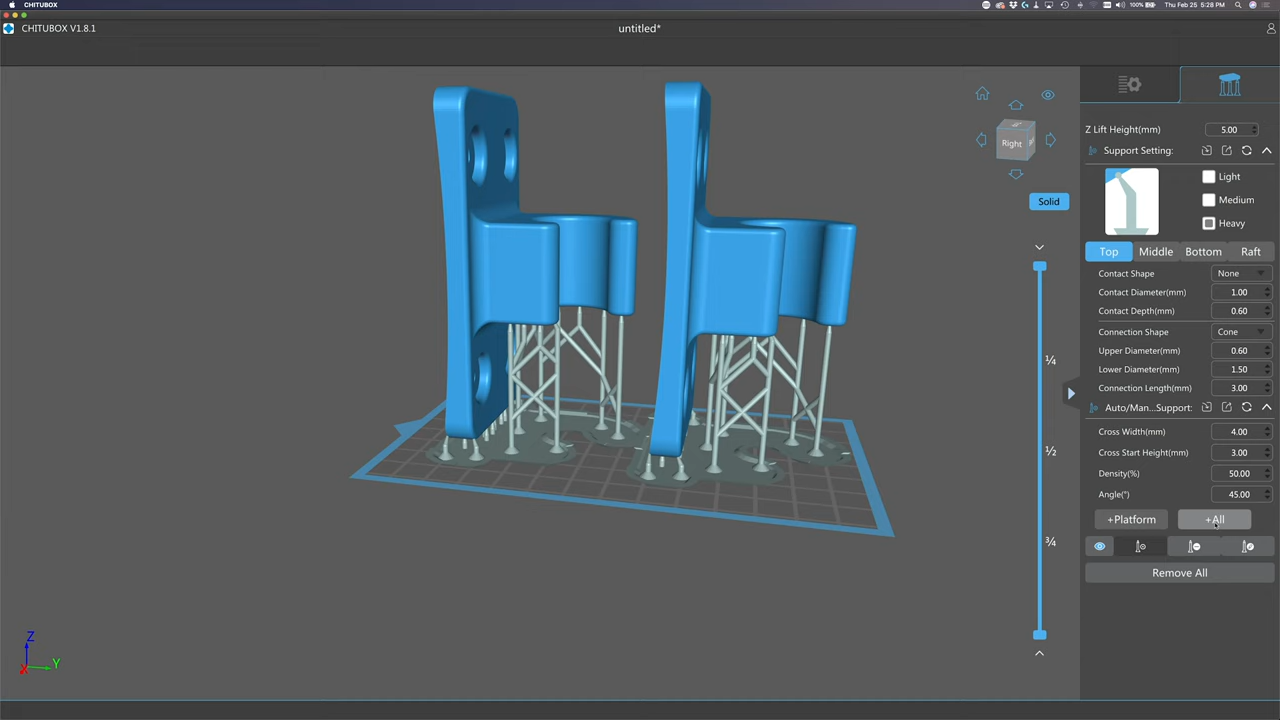 CHITUBOX
100%
Thu Feb 25 5:28 PM
CHITUBOX V1.8.1
untitled*
Z Lift Height(mm) 5.00
Support Setting:
Light
Medium
Heavy
Right
Solid
Top Middle Bottom Raft
Contact Shape None
Contact Diameter(mm) 1.00
Contact Depth(mm) 0.60
Connection Shape Cone
Upper Diameter(mm) 0.60
Lower Diameter(mm) 1.50
Connection Length(mm) 3.00
Auto/Man...Support:
Cross Width(mm) 4.00
Cross Start Height(mm) 3.00
Density(%) 50.00
Angle(°) 45.00
+Platform +All
Remove All
¼
½
¾
Z
X Y